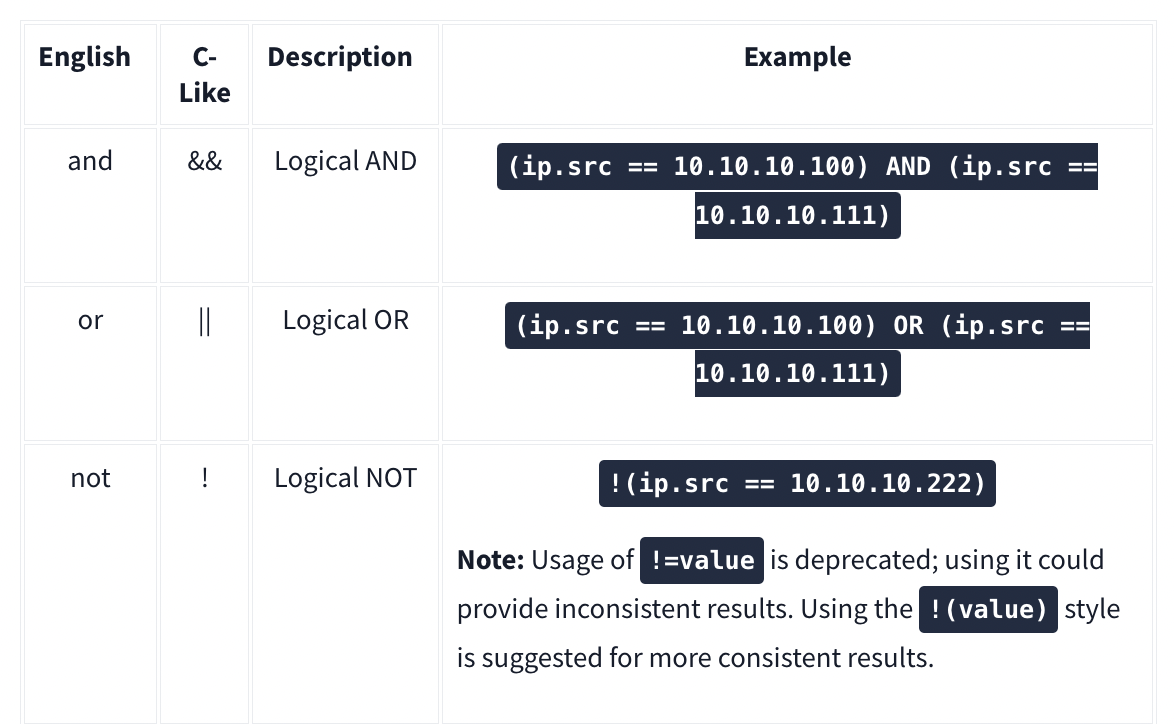 English C- Description Example
Like
and && Logical AND (ip.src == 10.10.10.100) AND (ip.src ==
10.10.10.111)
or || Logical OR (ip.src == 10.10.10.100) OR (ip.src ==
10.10.10.111)
not ! Logical NOT !(ip.src == 10.10.10.222)
Note: Usage of !=value is deprecated; using it could
provide inconsistent results. Using the !(value) style
is suggested for more consistent results.